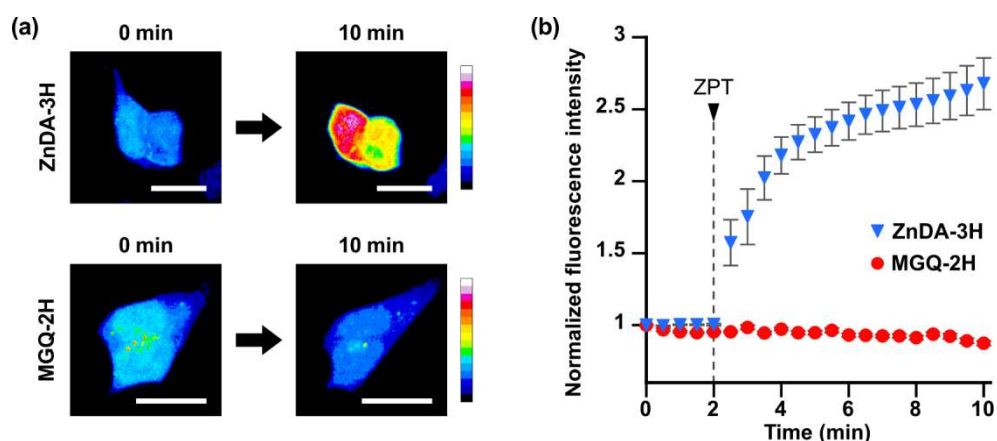 (a)
0 min
10 min
ZnDA-3H
0 min
10 min
MGQ-2H
(b)
Normalized fluorescence intensity
3
2.5
2
1.5
1
ZPT
ZnDA-3H
MGQ-2H
0
2
4
6
8
10
Time (min)